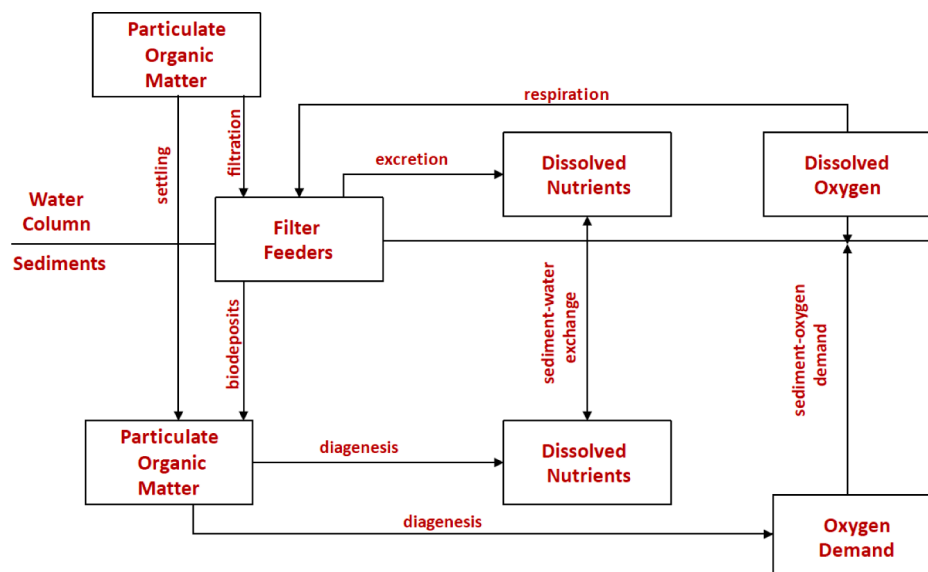 Particulate
Organic
Matter
respiration
settling
filtration
excretion
Dissolved
Nutrients
Dissolved
Oxygen
Water
Column
Filter
Feeders
Sediments
biodeposits
sediment-water
exchange
sediment-oxygen
demand
Particulate
Organic
Matter
diagenesis
Dissolved
Nutrients
diagenesis
Oxygen
Demand